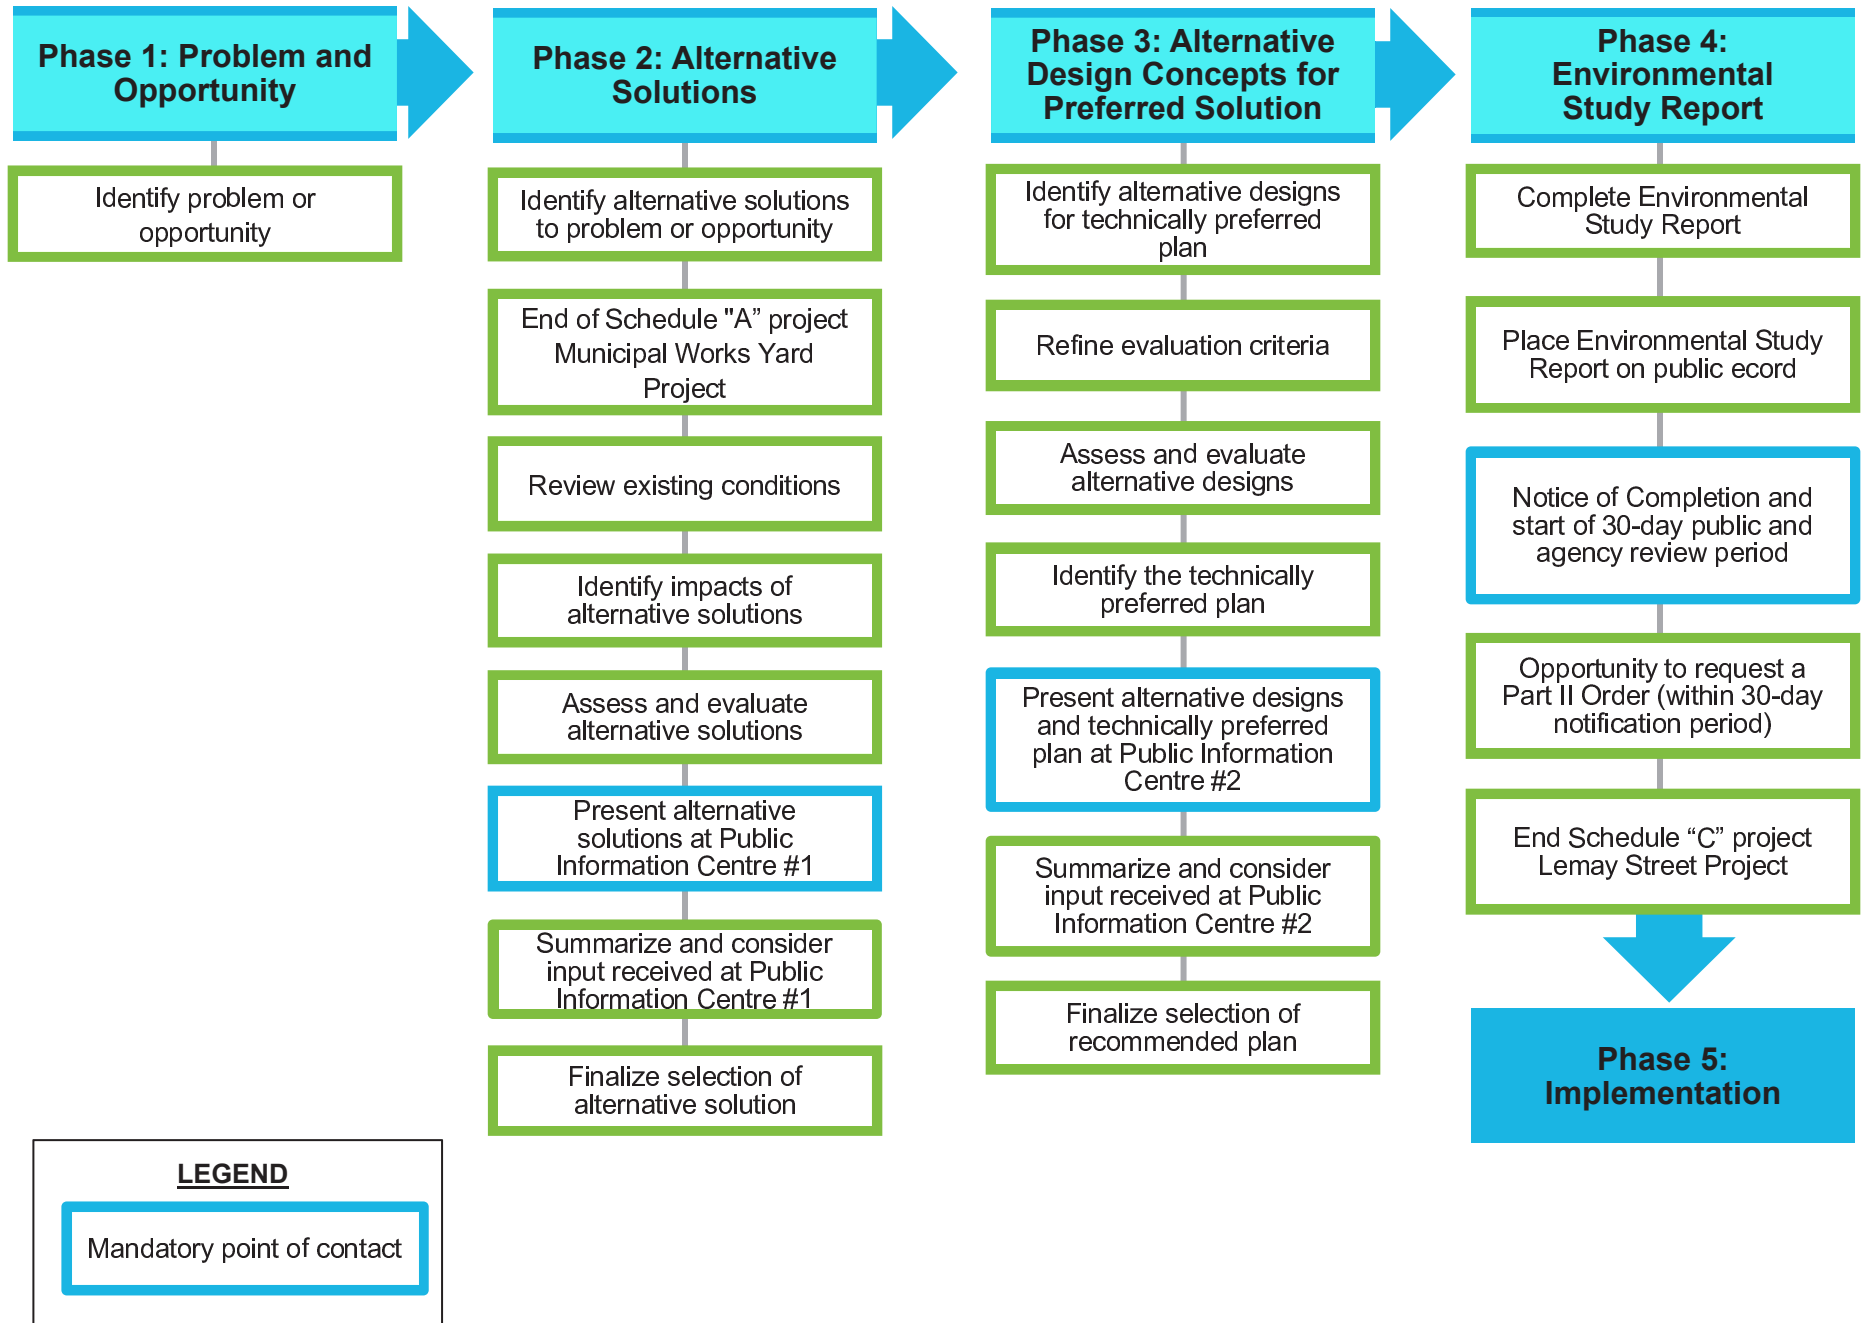 Phase 1: Problem and
Opportunity
Identify problem or
opportunity
Phase 2: Alternative
Solutions
Identify alternative solutions
to problem or opportunity
End of Schedule "A” project
Municipal Works Yard
Project
Review existing conditions
Identify impacts of
alternative solutions
Assess and evaluate
alternative solutions
Present alternative
solutions at Public
Information Centre #1
Summarize and consider
input received at Public
Information Centre #1
Finalize selection of
alternative solution
Phase 3: Alternative
Design Concepts for
Preferred Solution
Identify alternative designs
for technically preferred
plan
Refine evaluation criteria
Assess and evaluate
alternative designs
Identify the technically
preferred plan
Present alternative designs
and technically preferred
plan at Public Information
Centre #2
Summarize and consider
input received at Public
Information Centre #2
Finalize selection of
recommended plan
Phase 4:
Environmental
Study Report
Complete Environmental
Study Report
Place Environmental Study
Report on public ecord
Notice of Completion and
start of 30-day public and
agency review period
Opportunity to request a
Part II Order (within 30-day
notification period)
End Schedule “C” project
Lemay Street Project
Phase 5:
Implementation
LEGEND
Mandatory point of contact